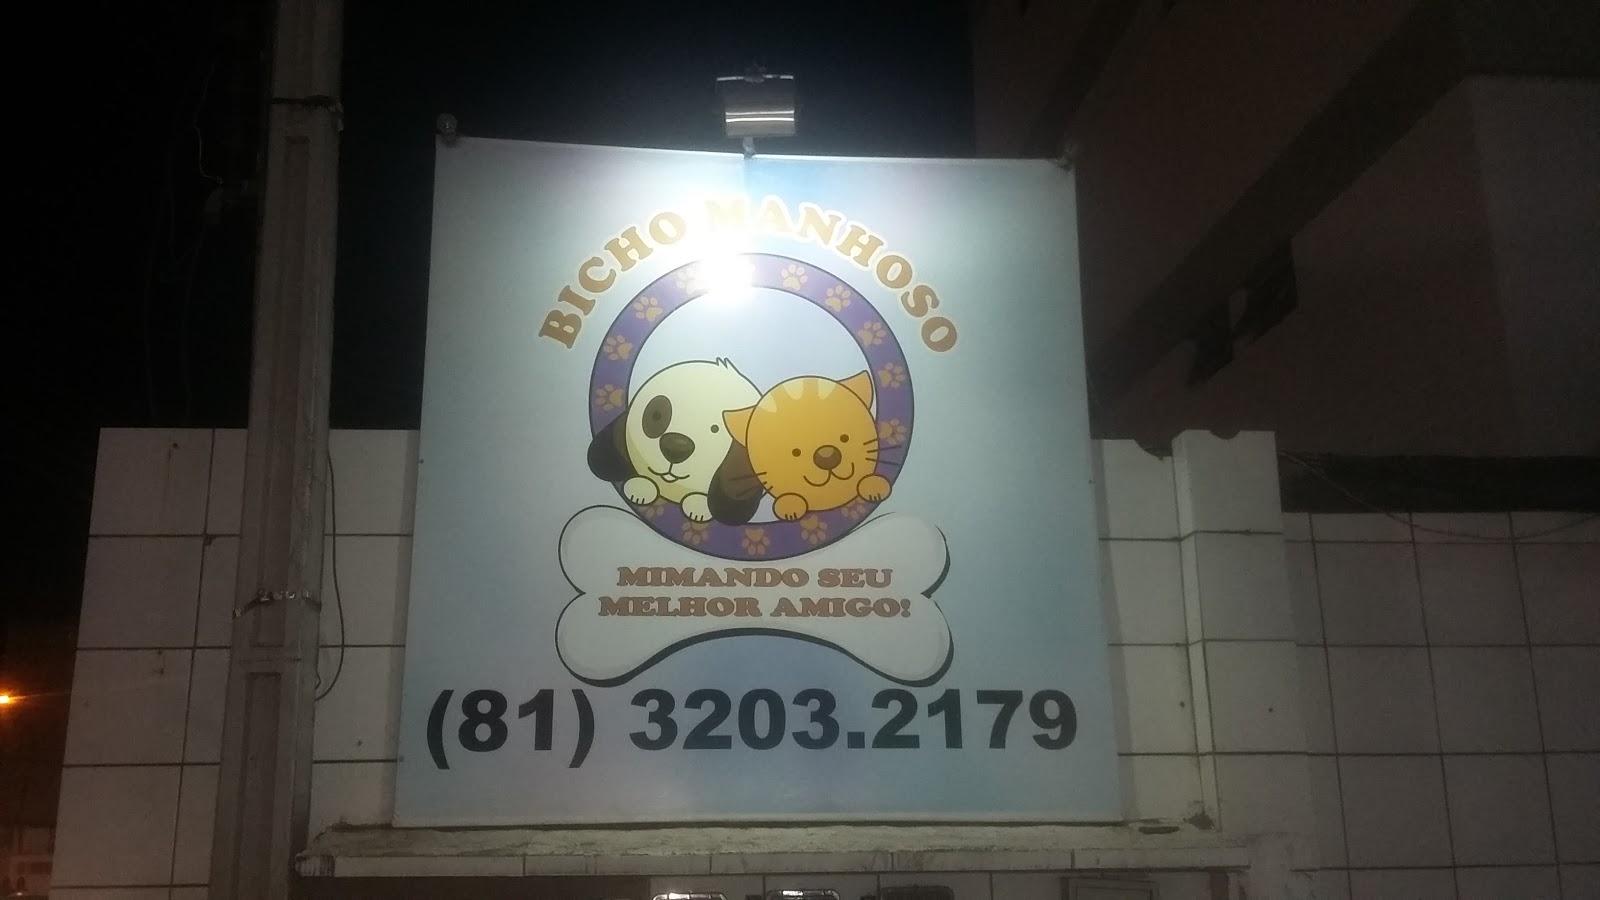 BICHO MANHOSO
MIMANDO SEU
MELHOR AMIGO!
(81) 3203.2179